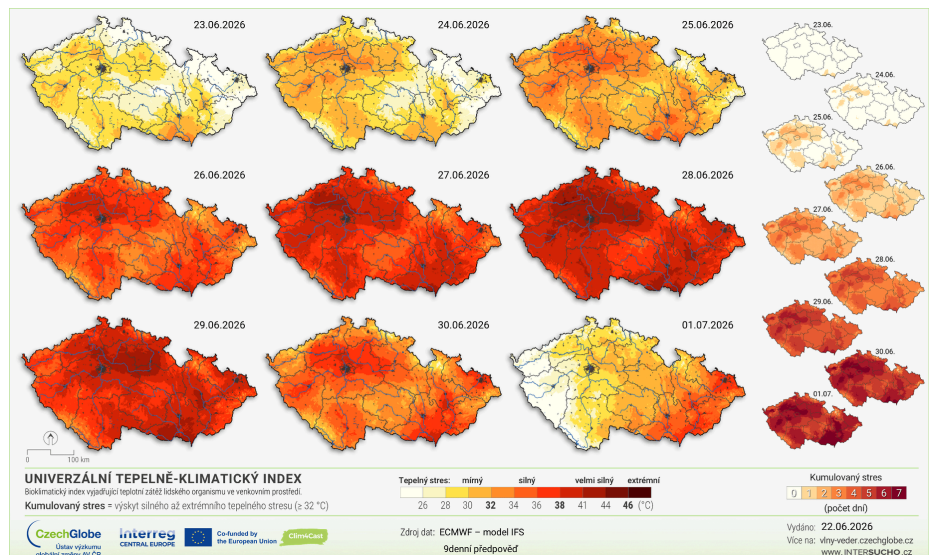 23.06.2026
24.06.2026
25.06.2026
26.06.2026
27.06.2026
28.06.2026
29.06.2026
30.06.2026
01.07.2026
23.06.
24.06.
25.06.
26.06.
27.06.
28.06.
29.06.
30.06.
01.07.
0 100 km
UNIVERZÁLNÍ TEPELNĚ-KLIMATICKÝ INDEX
Bioklimatický index vyjadřující teplotní zátěž lidského organismu ve venkovním prostředí.
Kumulovaný stres = výskyt silného až extrémního tepelného stresu (≥ 32 °C)
Tepelný stres: mírný silný velmi silný extrémní
26 28 30 32 34 36 38 41 44 46 (°C)
Kumulovaný stres
0 1 2 3 4 5 6 7
(počet dní)
CzechGlobe
Ústav výzkumu
globální změny AV ČR
Interreg
CENTRAL EUROPE
Co-funded by
the European Union
Clim4Cast
Zdroj dat: ECMWF – model IFS
9denní předpověď
Vydáno: 22.06.2026
Více na: vlny-veder.czechglobe.cz
www.INTERSUCHO.cz